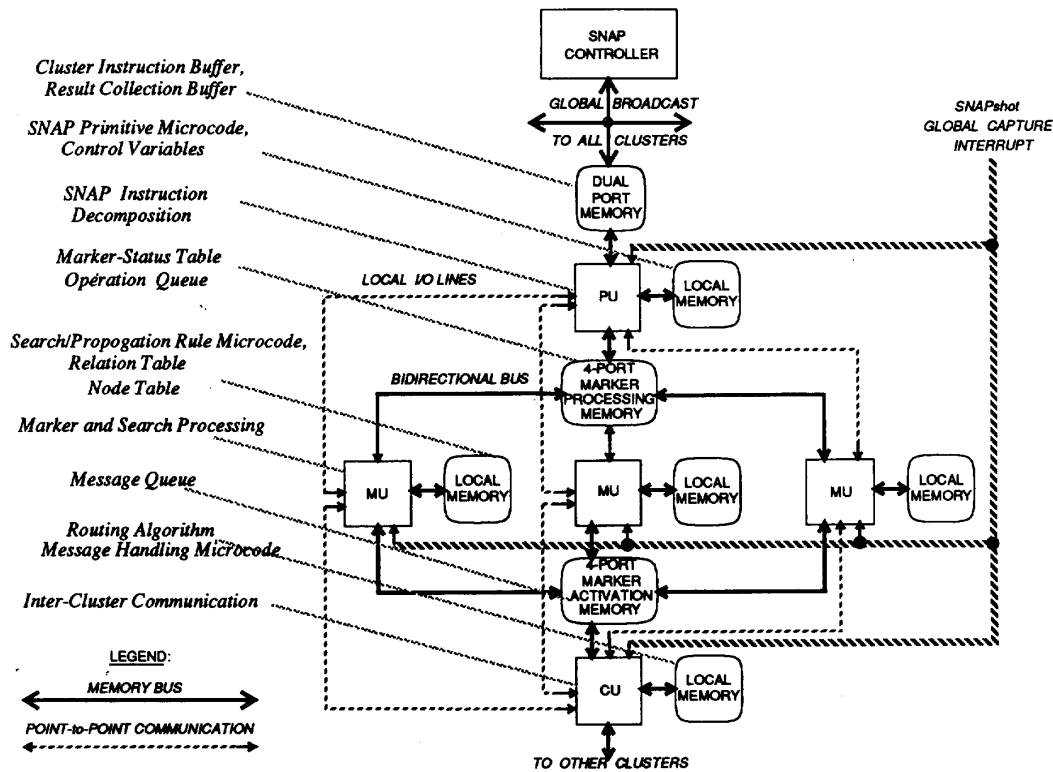 SNAP
CONTROLLER
Cluster Instruction Buffer,
Result Collection Buffer
GLOBAL BROADCAST
TO ALL CLUSTERS
SNAPshot
GLOBAL CAPTURE
INTERRUPT
SNAP Primitive Microcode,
Control Variables
DUAL
PORT
MEMORY
SNAP Instruction
Decomposition
Marker-Status Table
Operation Queue
LOCAL I/O LINES
PU
LOCAL
MEMORY
Search/Propogation Rule Microcode,
Relation Table
Node Table
BIDIRECTIONAL BUS
4-PORT
MARKER
PROCESSING
MEMORY
Marker and Search Processing
MU
LOCAL
MEMORY
MU
LOCAL
MEMORY
MU
LOCAL
MEMORY
Message Queue
Routing Algorithm
Message Handling Microcode
4-PORT
MARKER
ACTIVATION
MEMORY
Inter-Cluster Communication
LEGEND:
MEMORY BUS
POINT-to-POINT COMMUNICATION
CU
LOCAL
MEMORY
TO OTHER CLUSTERS